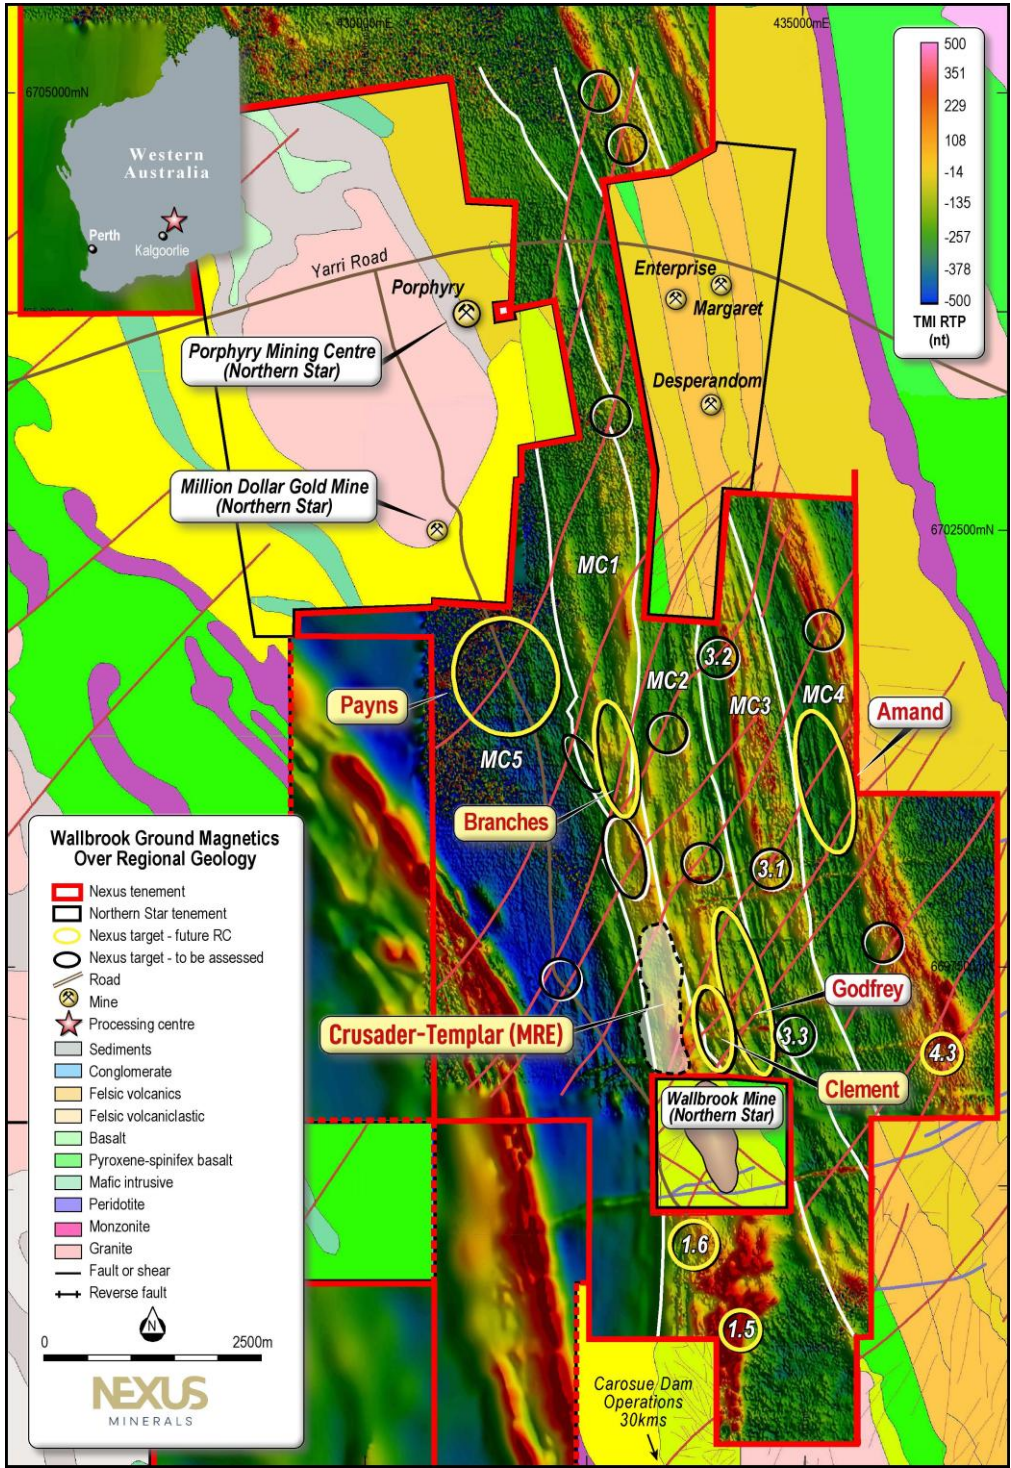 430000mE
435000mE
6705000mN
Western
Australia
Perth
Kalgoorlie
500
351
229
108
-14
-135
-257
-378
-500
TMI RTP
(nt)
Yarri Road
Porphyry
Porphyry Mining Centre
(Northern Star)
Enterprise
Margaret
Desperandom
Million Dollar Gold Mine
(Northern Star)
6702500mN
MC1
3.2
MC2
MC3
MC4
Payns
Amand
MC5
Branches
3.1
Godfrey
Crusader-Templar (MRE)
3.3
4.3
Clement
Wallbrook Mine
(Northern Star)
1.6
1.5
Carosue Dam
Operations
30kms
Wallbrook Ground Magnetics
Over Regional Geology
Nexus tenement
Northern Star tenement
Nexus target - future RC
Nexus target - to be assessed
Road
Mine
Processing centre
Sediments
Conglomerate
Felsic volcanics
Felsic volcaniclastic
Basalt
Pyroxene-spinifex basalt
Mafic intrusive
Peridotite
Monzonite
Granite
Fault or shear
Reverse fault
N
0
2500m
NEXUS
MINERALS